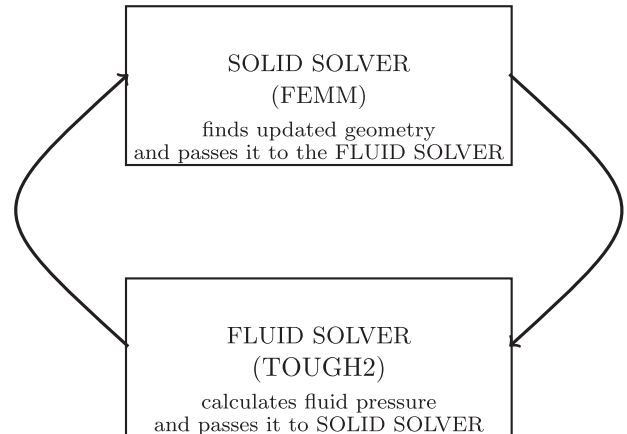 SOLID SOLVER
(FEMM)
finds updated geometry
and passes it to the FLUID SOLVER
FLUID SOLVER
(TOUGH2)
calculates fluid pressure
and passes it to SOLID SOLVER